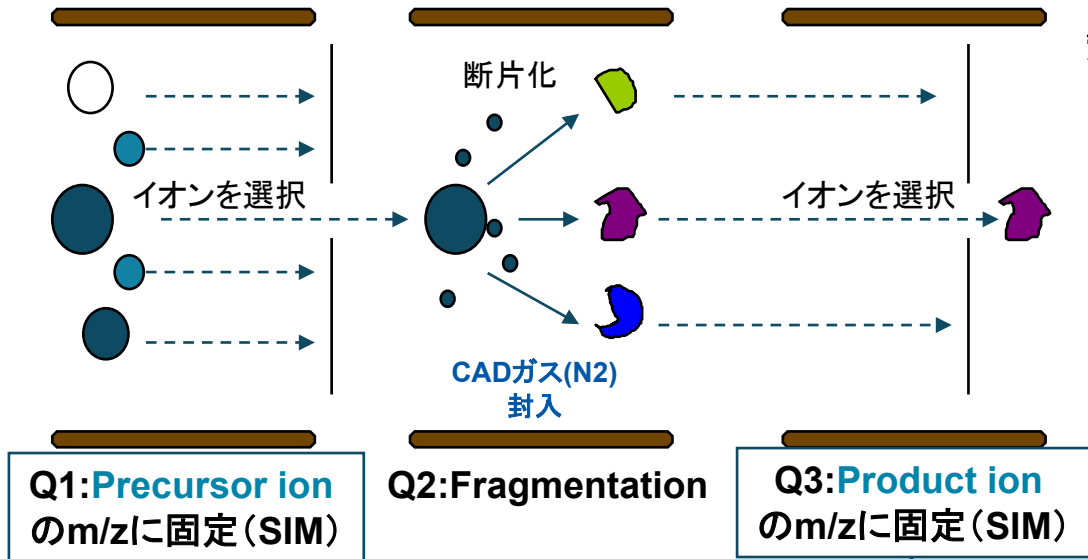 断片化
イオンを選択
イオンを選択
CADガス(N2)
封入
Q1:Precursor ion
のm/zに固定(SIM)
Q2:Fragmentation
Q3:Product ion
のm/zに固定(SIM)